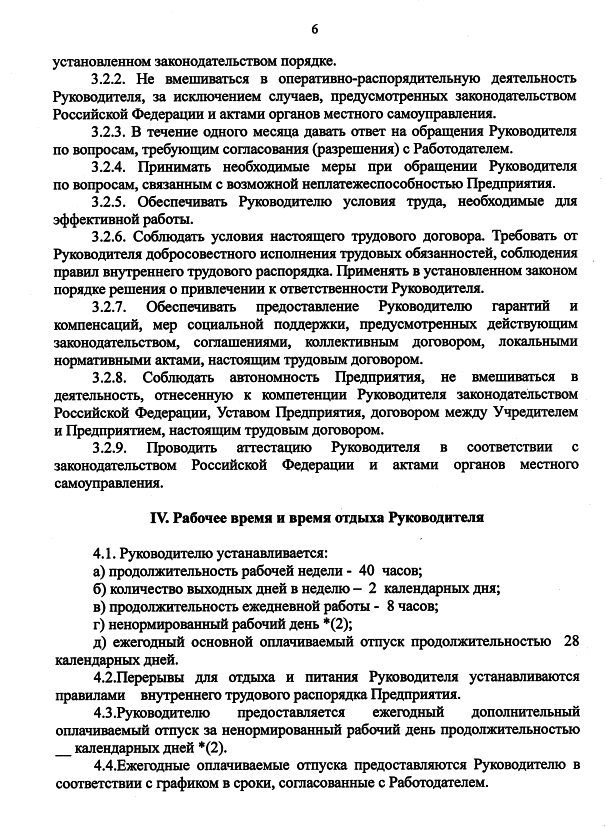 6
установленном законодательством порядке.
3.2.2. Не вмешиваться в оперативно-распорядительную деятельность
Руководителя, за исключением случаев, предусмотренных законодательством
Российской Федерации и актами органов местного самоуправления.
3.2.3. В течение одного месяца давать ответ на обращения Руководителя
по вопросам, требующим согласования (разрешения) с Работодателем.
3.2.4. Принимать необходимые меры при обращении Руководителя
по вопросам, связанным с возможной неплатежеспособностью Предприятия.
3.2.5. Обеспечивать Руководителю условия труда, необходимые для
эффективной работы.
3.2.6. Соблюдать условия настоящего трудового договора. Требовать от
Руководителя добросовестного исполнения трудовых обязанностей, соблюдения
правил внутреннего трудового распорядка. Применять в установленном законом
порядке решения о привлечении к ответственности Руководителя.
3.2.7. Обеспечивать предоставление Руководителю гарантий и
компенсаций, мер социальной поддержки, предусмотренных действующим
законодательством, соглашениями, коллективным договором, локальными
нормативными актами, настоящим трудовым договором.
3.2.8. Соблюдать автономность Предприятия, не вмешиваться в
деятельность, отнесенную к компетенции Руководителя законодательством
Российской Федерации, Уставом Предприятия, договором между Учредителем
и Предприятием, настоящим трудовым договором.
3.2.9. Проводить аттестацию Руководителя в соответствии с
законодательством Российской Федерации и актами органов местного
самоуправления.
IV. Рабочее время и время отдыха Руководителя
4.1. Руководителю устанавливается:
а) продолжительность рабочей недели - 40 часов;
б) количество выходных дней в неделю – 2 календарных дня;
в) продолжительность ежедневной работы - 8 часов;
г) ненормированный рабочий день *(2);
д) ежегодный основной оплачиваемый отпуск продолжительностью 28
календарных дней.
4.2.Перерывы для отдыха и питания Руководителя устанавливаются
правилами внутреннего трудового распорядка Предприятия.
4.3.Руководителю предоставляется ежегодный дополнительный
оплачиваемый отпуск за ненормированный рабочий день продолжительностью
__ календарных дней *(2).
4.4.Ежегодные оплачиваемые отпуска предоставляются Руководителю в
соответствии с графиком в сроки, согласованные с Работодателем.